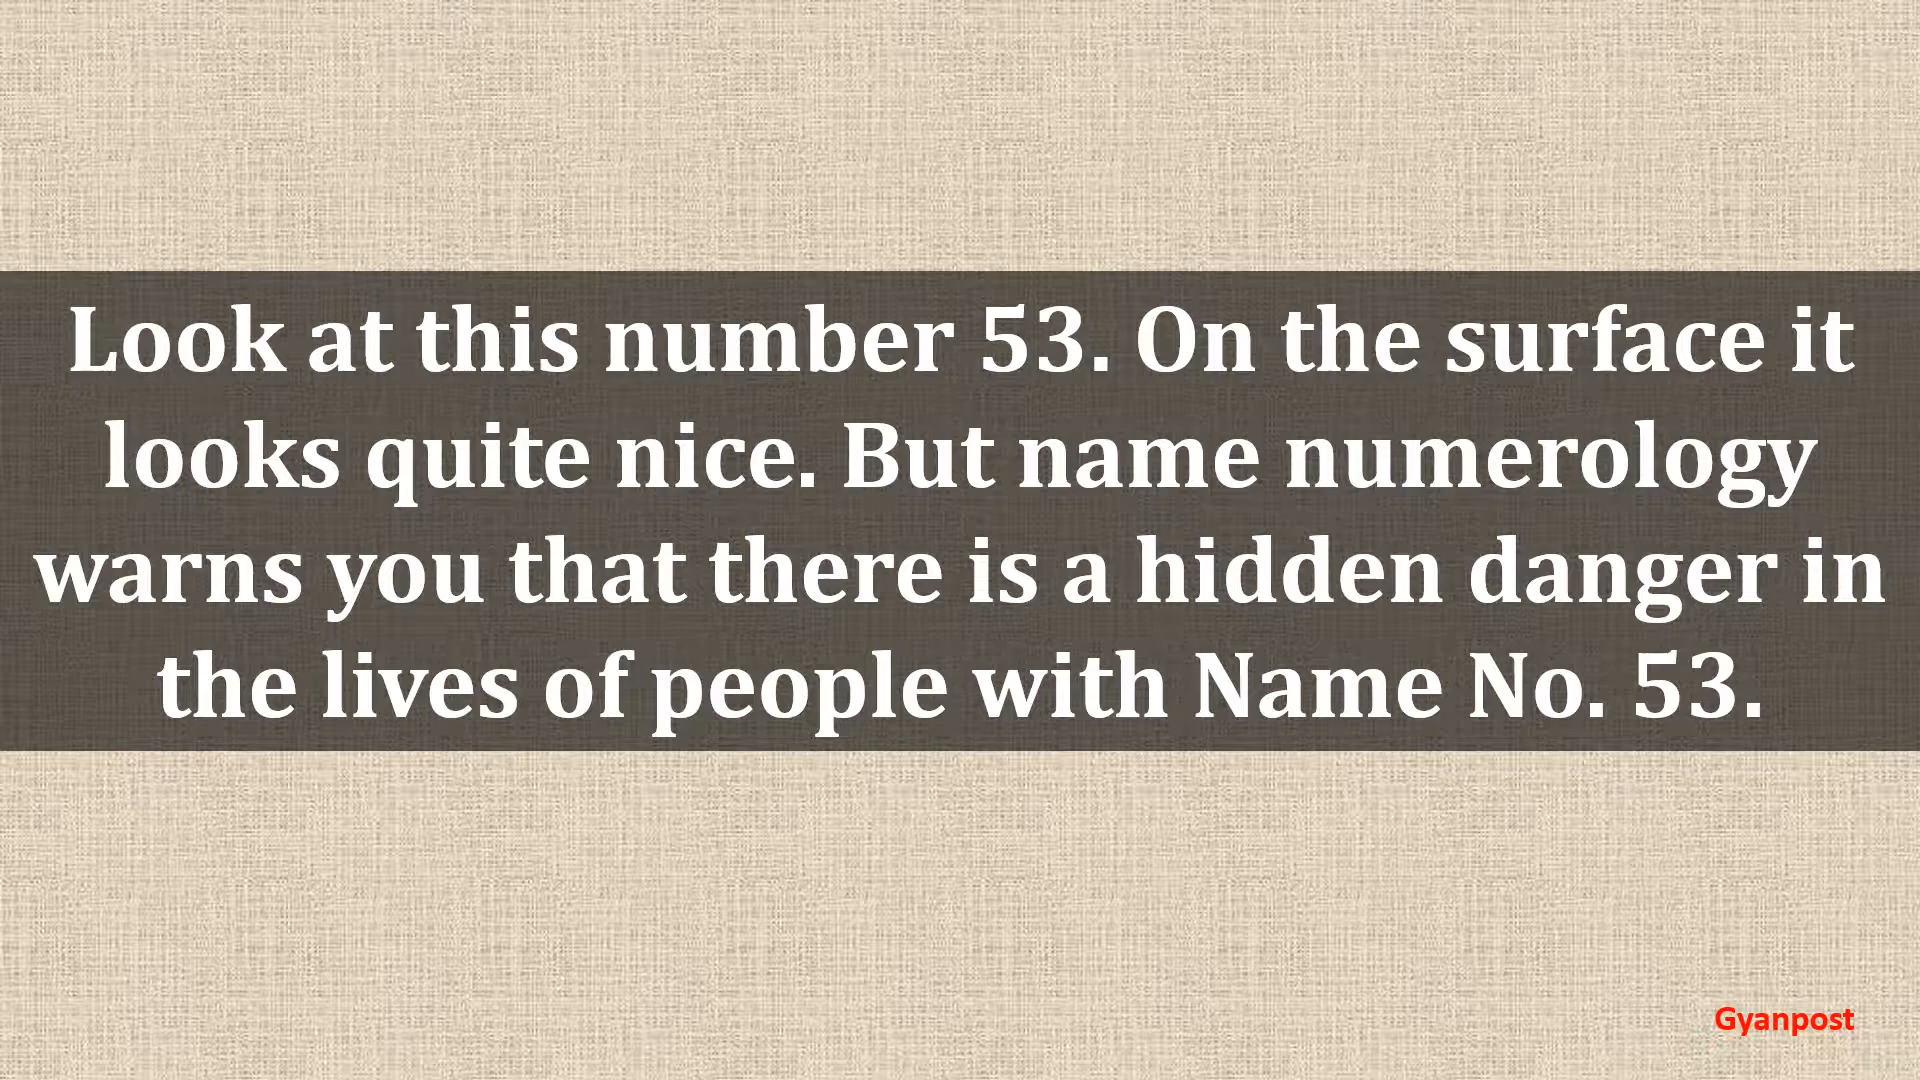 Look at this number 53. On the surface it
looks quite nice. But name numerology
warns you that there is a hidden danger in
the lives of people with Name No. 53.
Gyanpost